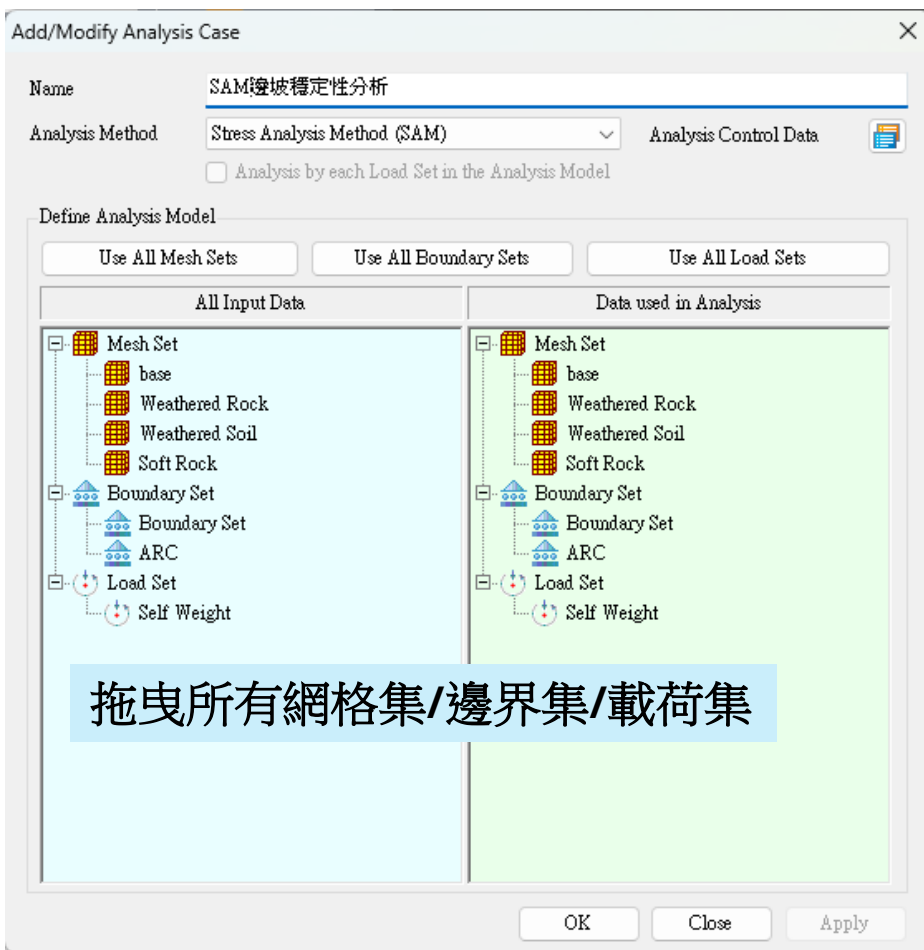 Add/Modify Analysis Case
Name SAM邊坡穩定性分析
Analysis Method Stress Analysis Method (SAM) Analysis Control Data
Analysis by each Load Set in the Analysis Model
Define Analysis Model
Use All Mesh Sets Use All Boundary Sets Use All Load Sets
All Input Data Data used in Analysis
Mesh Set Mesh Set
base base
Weathered Rock Weathered Rock
Weathered Soil Weathered Soil
Soft Rock Soft Rock
Boundary Set Boundary Set
Boundary Set Boundary Set
ARC ARC
Load Set Load Set
Self Weight Self Weight
拖曳所有網格集/邊界集/載荷集
OK Close Apply